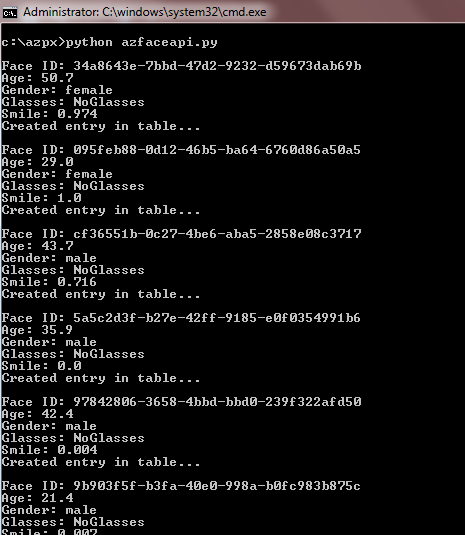 Administrator: C:\windows\system32\cmd.exe
c:\azpx>python azfaceapi.py
Face ID: 34a8643e-7bbd-47d2-9232-d59673dab69b
Age: 50.7
Gender: female
Glasses: NoGlasses
Smile: 0.974
Created entry in table...
Face ID: 095feb88-0d12-46b5-ba64-6760d86a50a5
Age: 29.0
Gender: female
Glasses: NoGlasses
Smile: 1.0
Created entry in table...
Face ID: cf36551b-0c27-4be6-aba5-2858e08c3717
Age: 43.7
Gender: male
Glasses: NoGlasses
Smile: 0.716
Created entry in table...
Face ID: 5a5c2d3f-b27e-42ff-9185-e0f0354991b6
Age: 35.9
Gender: male
Glasses: NoGlasses
Smile: 0.0
Created entry in table...
Face ID: 97842806-3658-4bbd-bbd0-239f322afd50
Age: 42.4
Gender: male
Glasses: NoGlasses
Smile: 0.004
Created entry in table...
Face ID: 9b903f5f-b3fa-40e0-998a-b0fc983b875c
Age: 21.4
Gender: male
Glasses: NoGlasses
Smile: 0.007